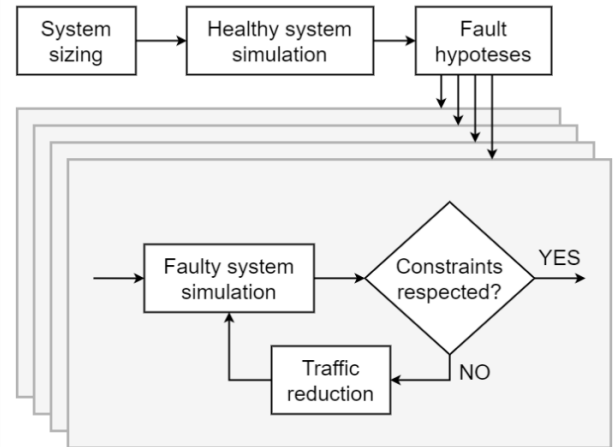 System
sizing
Healthy system
simulation
Fault
hypoteses
Faulty system
simulation
Constraints
respected?
YES
NO
Traffic
reduction